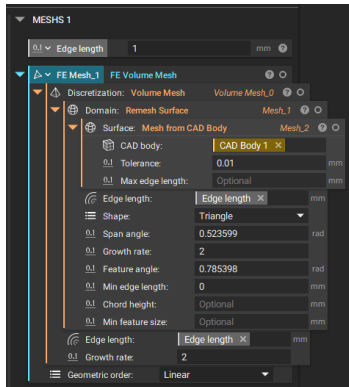 MESHS 1
0.1 Edge length 1 mm
FE Mesh_1 FE Volume Mesh
Discretization: Volume Mesh Volume Mesh_0
Domain: Remesh Surface Mesh_1
Surface: Mesh from CAD Body Mesh_2
CAD body: CAD Body 1
0.1 Tolerance: 0.01 mm
0.1 Max edge length: Optional mm
Edge length: Edge length mm
Shape: Triangle
0.1 Span angle: 0.523599 rad
0.1 Growth rate: 2
0.1 Feature angle: 0.785398 rad
0.1 Min edge length: 0 mm
0.1 Chord height: Optional mm
0.1 Min feature size: Optional mm
Edge length: Edge length mm
0.1 Growth rate: 2
Geometric order: Linear